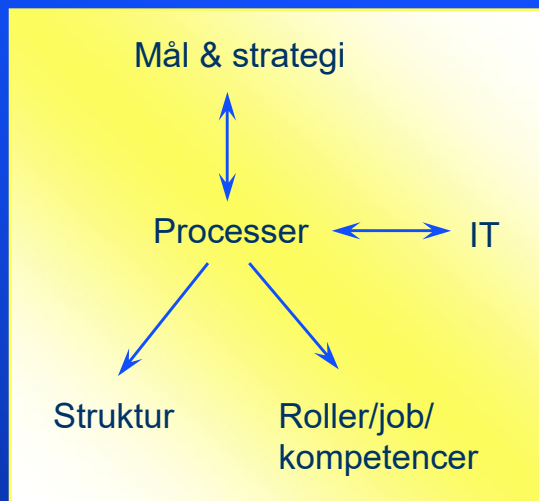 Mål & strategi
Processer
IT
Struktur
Roller/job/
kompetencer